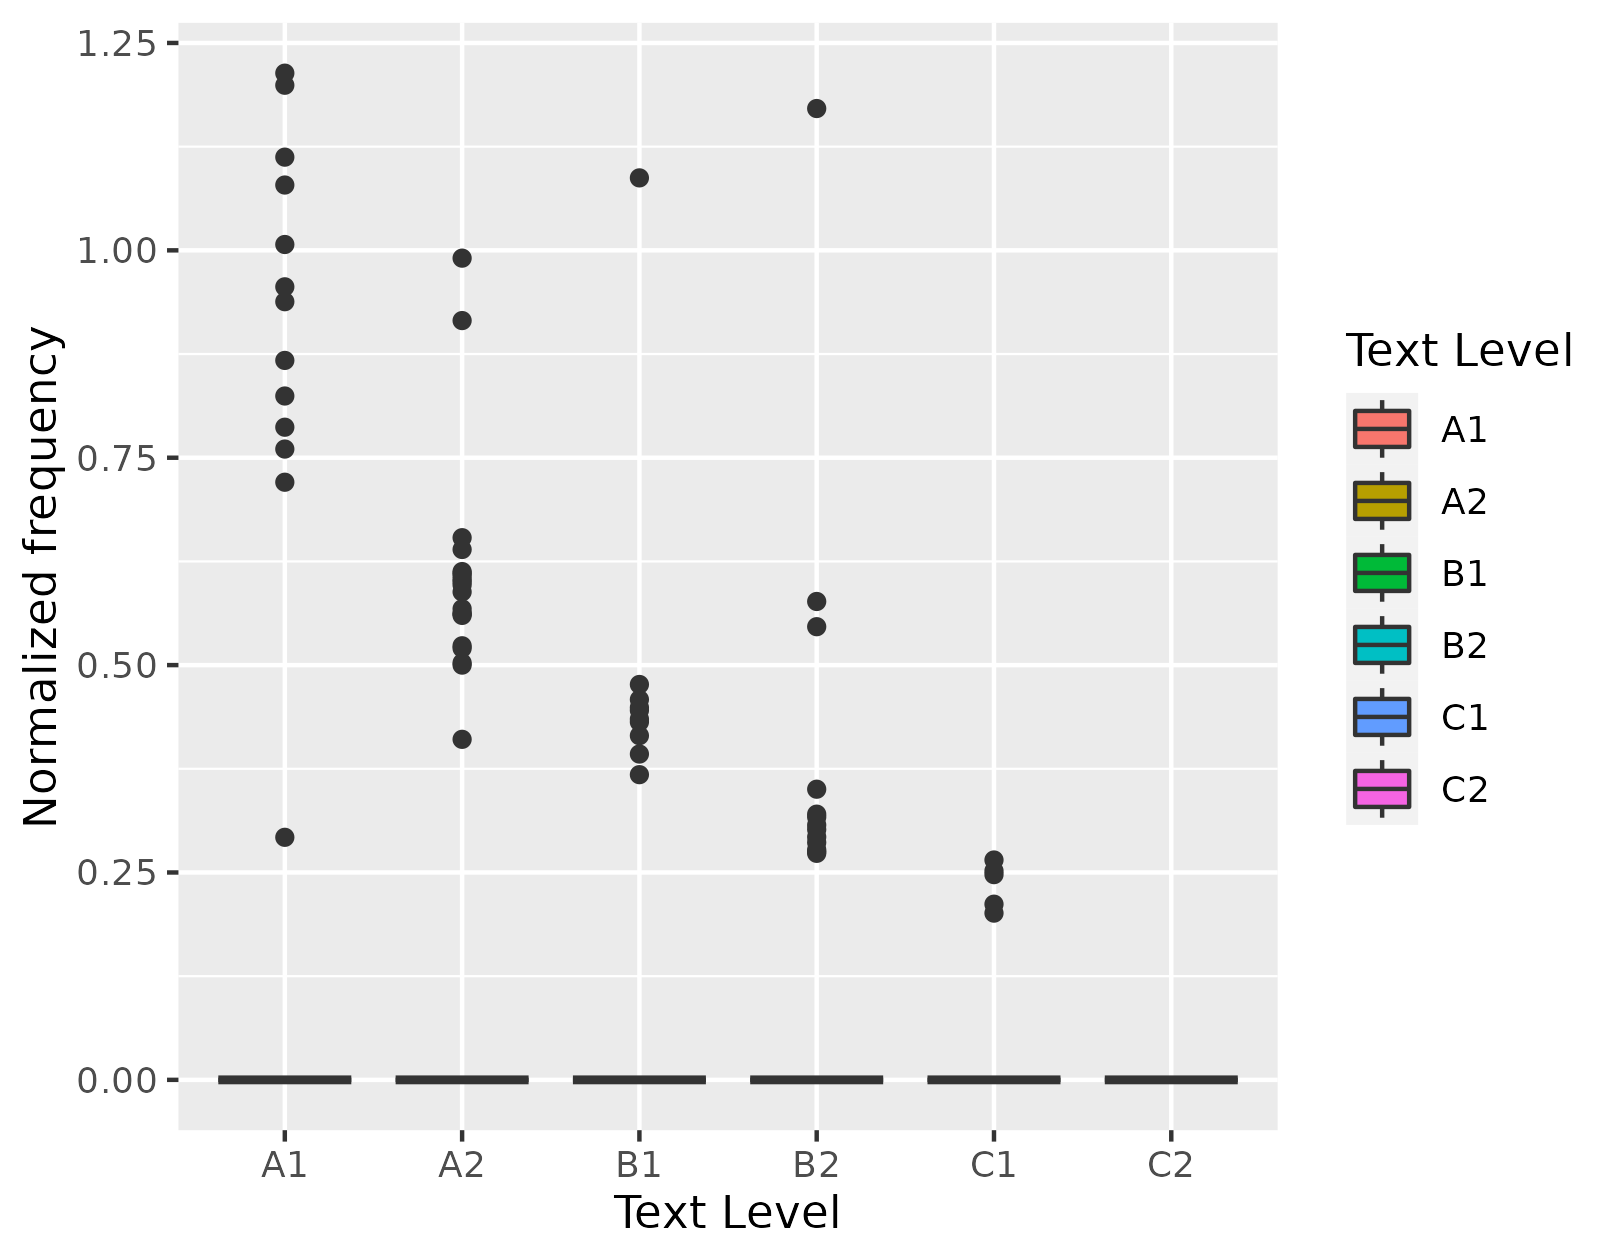 1.25
1.00
0.75
0.50
0.25
0.00
Normalized frequency
A1 A2 B1 B2 C1 C2
Text Level
Text Level
A1
A2
B1
B2
C1
C2